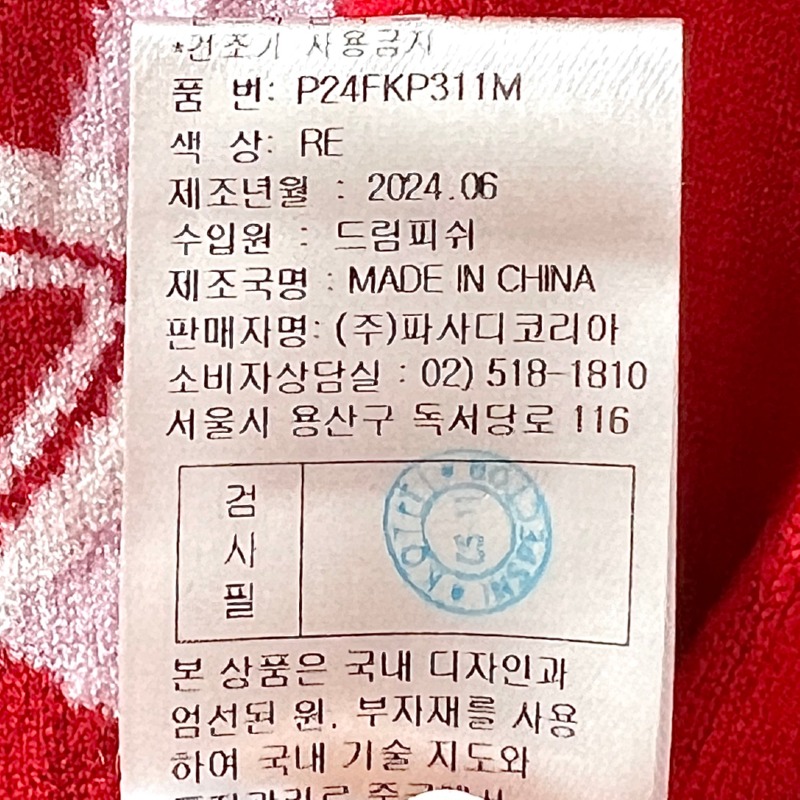 *건조기 사용금지
품 번: P24FKP311M
색 상: RE
제조년월 : 2024.06
수입원 : 드림피쉬
제조국명 : MADE IN CHINA
판매자명: (주)파사디코리아
소비자상담실 : 02) 518-1810
서울시 용산구 독서당로 116
검
사
필
본 상품은 국내 디자인과
엄선된 원, 부자재를 사용
하여 국내 기술 지도와